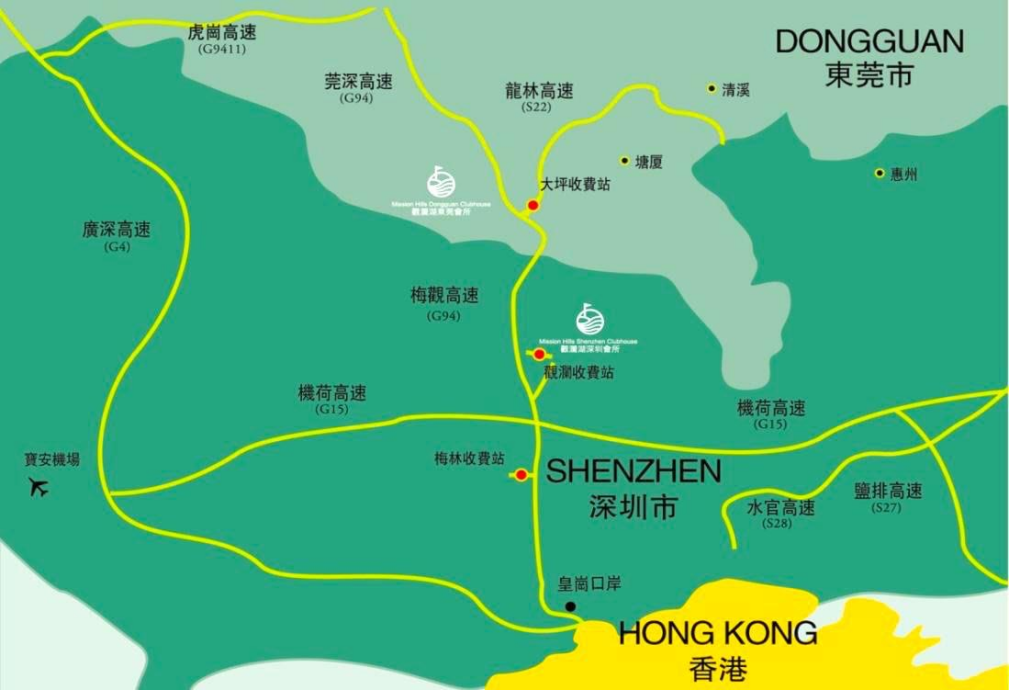 虎崗高速
(G9411)
DONGGUAN
東莞市
莞深高速
(G94)
龍林高速
(S22)
清溪
塘厦
惠州
大坪收費站
Mission Hills Dongguan Clubhouse
觀瀾湖東莞會所
廣深高速
(G4)
梅觀高速
(G94)
Mission Hills Shenzhen Clubhouse
觀瀾湖深圳會所
觀瀾收費站
機荷高速
(G15)
機荷高速
(G15)
寶安機場
梅林收費站
SHENZHEN
深圳市
水官高速
(S28)
鹽排高速
(S27)
皇崗口岸
HONG KONG
香港